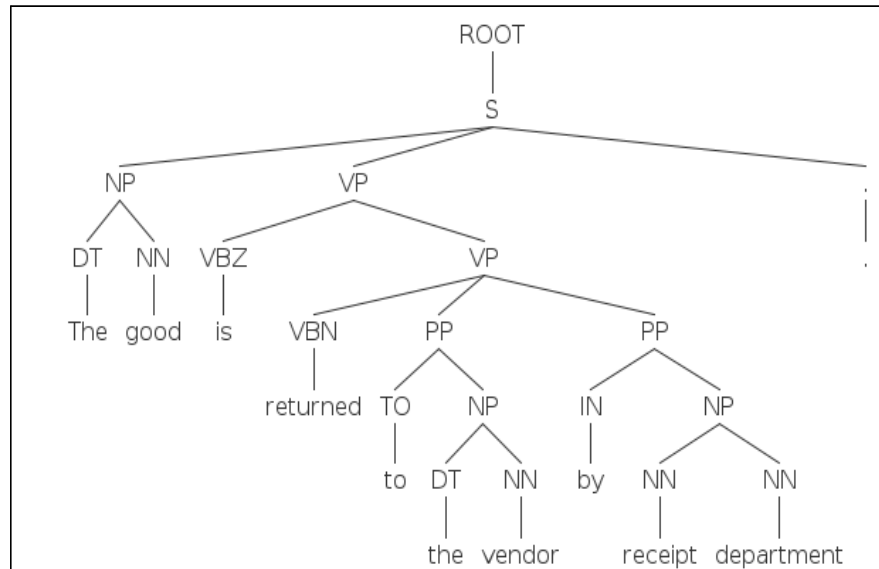 ROOT
S
NP VP .
DT NN VBZ VP .
The good is VBN PP PP
returned TO NP IN NP
to DT NN by NN NN
the vendor receipt department